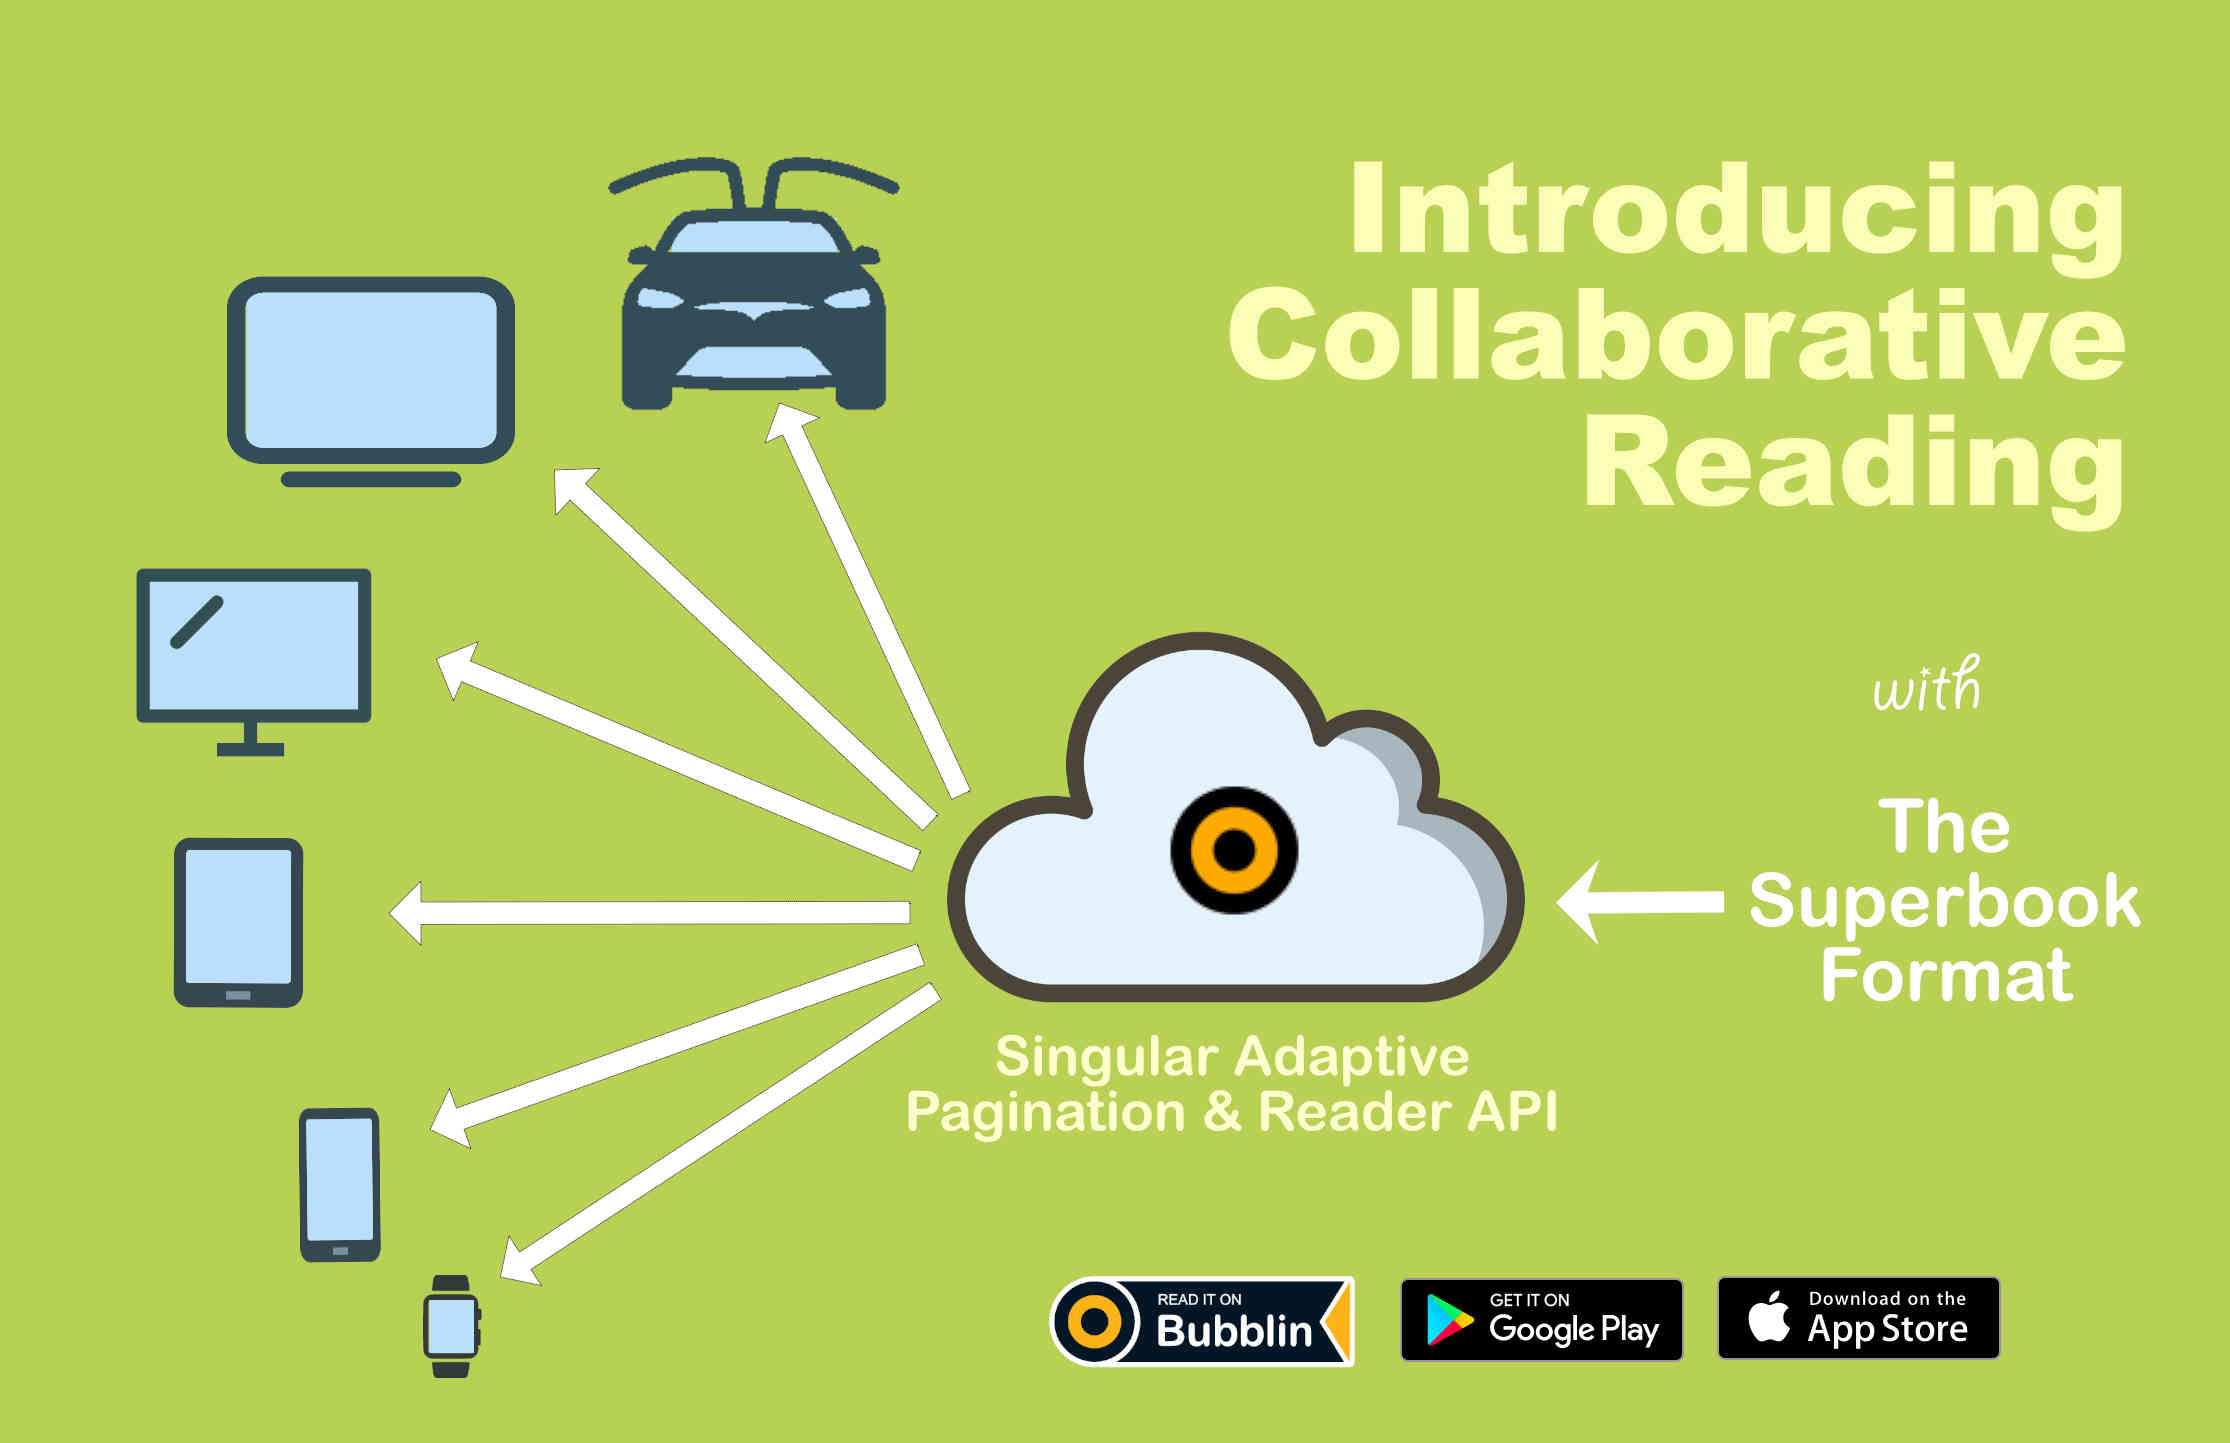 Introducing
Collaborative
Reading
with
The
Superbook
Format
Singular Adaptive
Pagination & Reader API
READ IT ON
Bubblin
GET IT ON
Google Play
Download on the
App Store